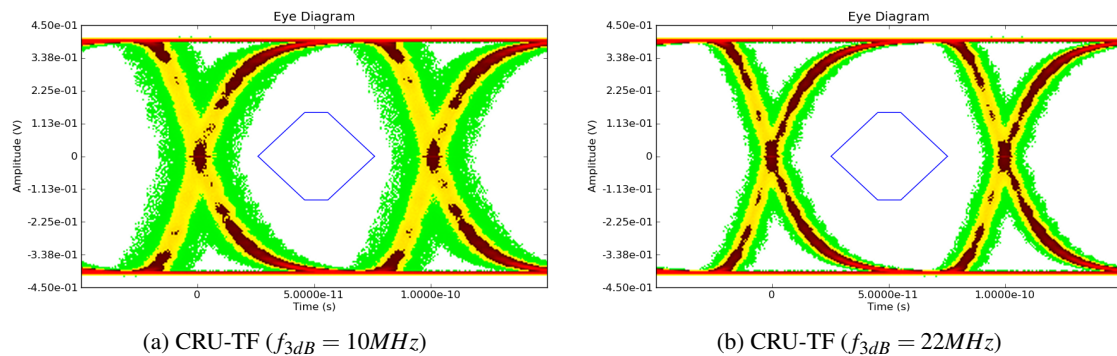 Eye Diagram
4.50e-01
3.38e-01
2.25e-01
1.13e-01
0
-1.13e-01
-2.25e-01
-3.38e-01
-4.50e-01
Amplitude (V)
0
5.0000e-11
1.0000e-10
Time (s)
(a) CRU-TF (f3dB = 10MHz)
Eye Diagram
4.50e-01
3.38e-01
2.25e-01
1.13e-01
0
-1.13e-01
-2.25e-01
-3.38e-01
-4.50e-01
Amplitude (V)
0
5.0000e-11
1.0000e-10
Time (s)
(b) CRU-TF (f3dB = 22MHz)